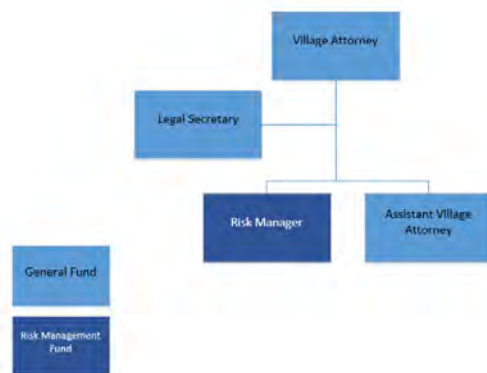 Village Attorney
Legal Secretary
Risk Manager
Assistant Village
Attorney
General Fund
Risk Management
Fund